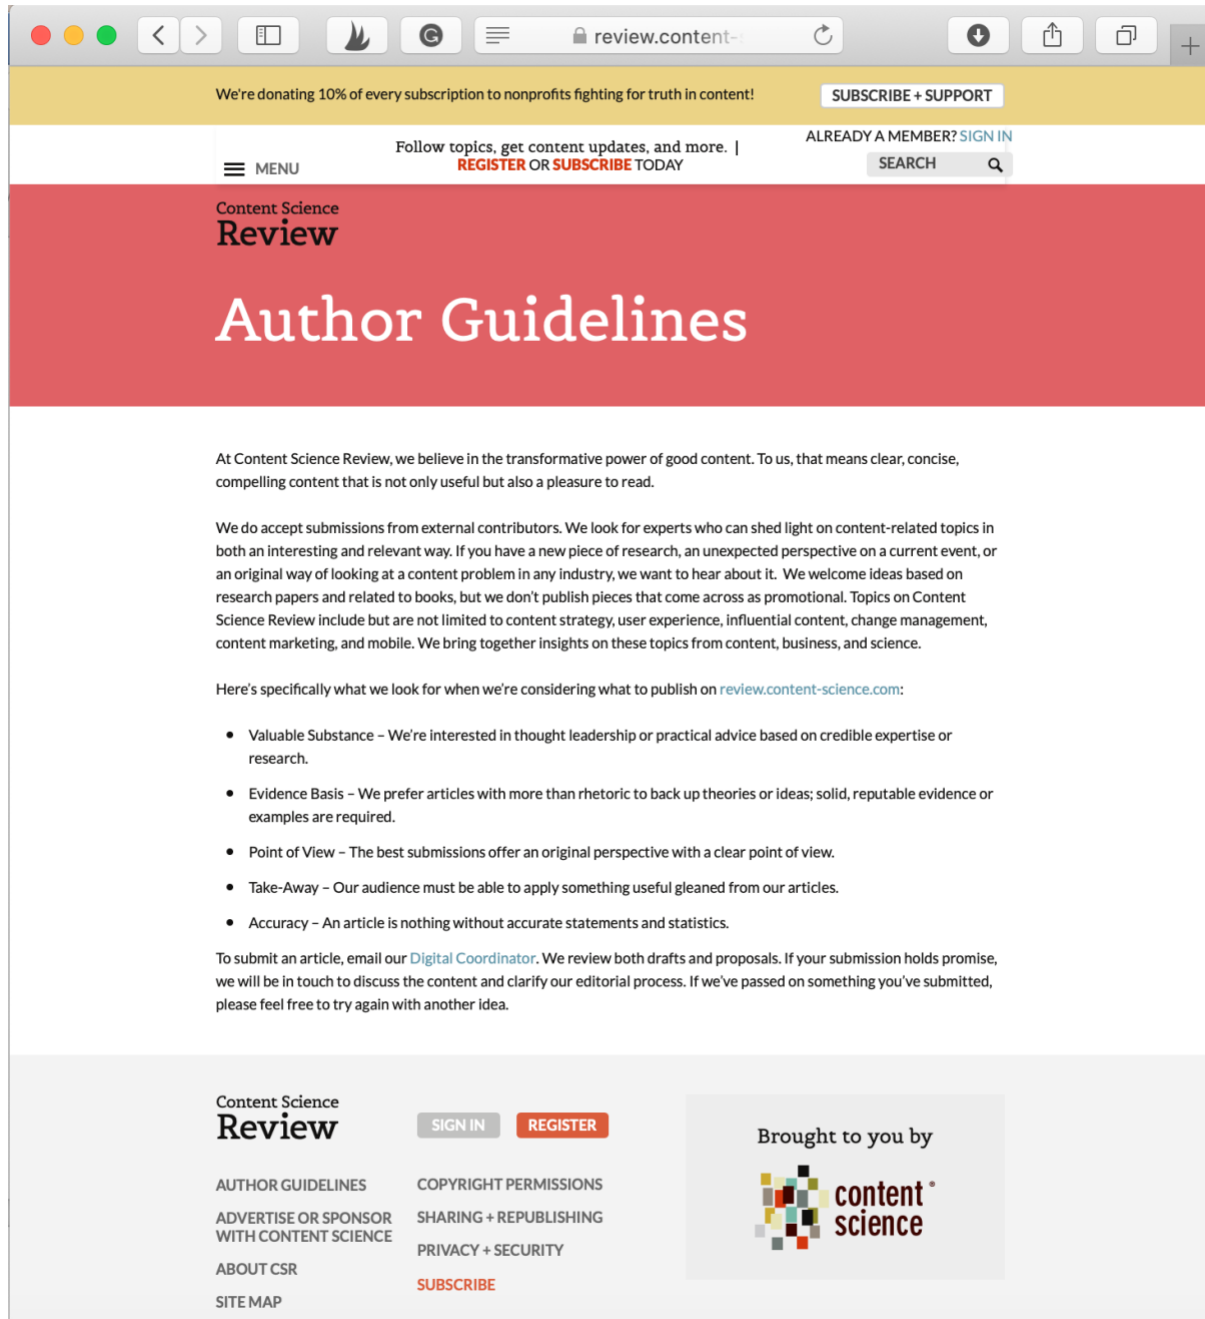 review.content-
We're donating 10% of every subscription to nonprofits fighting for truth in content!
SUBSCRIBE + SUPPORT
MENU
Follow topics, get content updates, and more. |
REGISTER OR SUBSCRIBE TODAY
ALREADY A MEMBER? SIGN IN
SEARCH
Content Science
Review
Author Guidelines
At Content Science Review, we believe in the transformative power of good content. To us, that means clear, concise,
compelling content that is not only useful but also a pleasure to read.
We do accept submissions from external contributors. We look for experts who can shed light on content-related topics in
both an interesting and relevant way. If you have a new piece of research, an unexpected perspective on a current event, or
an original way of looking at a content problem in any industry, we want to hear about it.  We welcome ideas based on
research papers and related to books, but we don't publish pieces that come across as promotional. Topics on Content
Science Review include but are not limited to content strategy, user experience, influential content, change management,
content marketing, and mobile. We bring together insights on these topics from content, business, and science.
Here's specifically what we look for when we're considering what to publish on review.content-science.com:
• Valuable Substance – We're interested in thought leadership or practical advice based on credible expertise or
research.
• Evidence Basis – We prefer articles with more than rhetoric to back up theories or ideas; solid, reputable evidence or
examples are required.
• Point of View – The best submissions offer an original perspective with a clear point of view.
• Take-Away – Our audience must be able to apply something useful gleaned from our articles.
• Accuracy – An article is nothing without accurate statements and statistics.
To submit an article, email our Digital Coordinator. We review both drafts and proposals. If your submission holds promise,
we will be in touch to discuss the content and clarify our editorial process. If we've passed on something you've submitted,
please feel free to try again with another idea.
Content Science
Review
AUTHOR GUIDELINES
ADVERTISE OR SPONSOR
WITH CONTENT SCIENCE
ABOUT CSR
SITE MAP
SIGN IN
REGISTER
COPYRIGHT PERMISSIONS
SHARING + REPUBLISHING
PRIVACY + SECURITY
SUBSCRIBE
Brought to you by
content
science